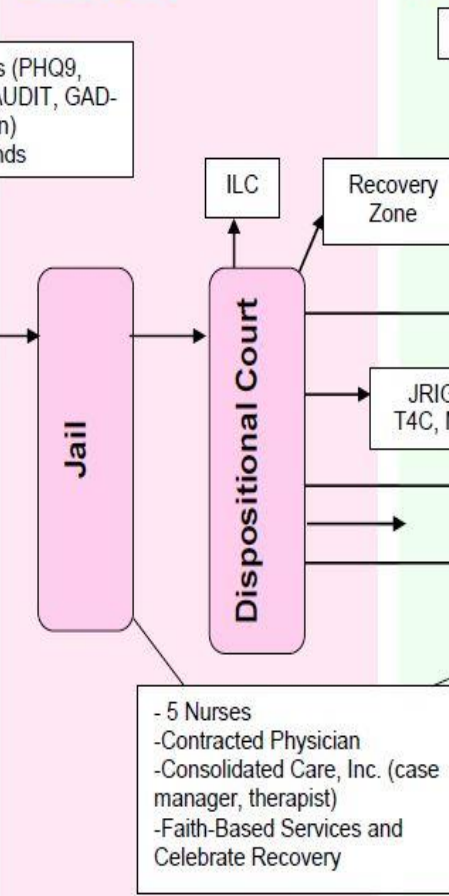 s (PHQ9,
AUDIT, GAD-
n)
nds
ILC
Recovery
Zone
Jail
Dispositional Court
JRIG
T4C,
- 5 Nurses
-Contracted Physician
-Consolidated Care, Inc. (case
manager, therapist)
-Faith-Based Services and
Celebrate Recovery